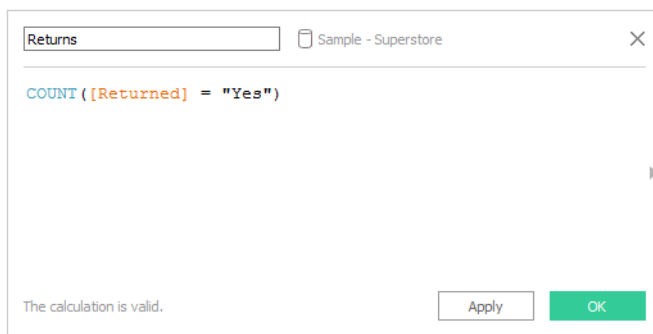 Returns
Sample - Superstore
COUNT([Returned] = "Yes")
The calculation is valid.
Apply
OK